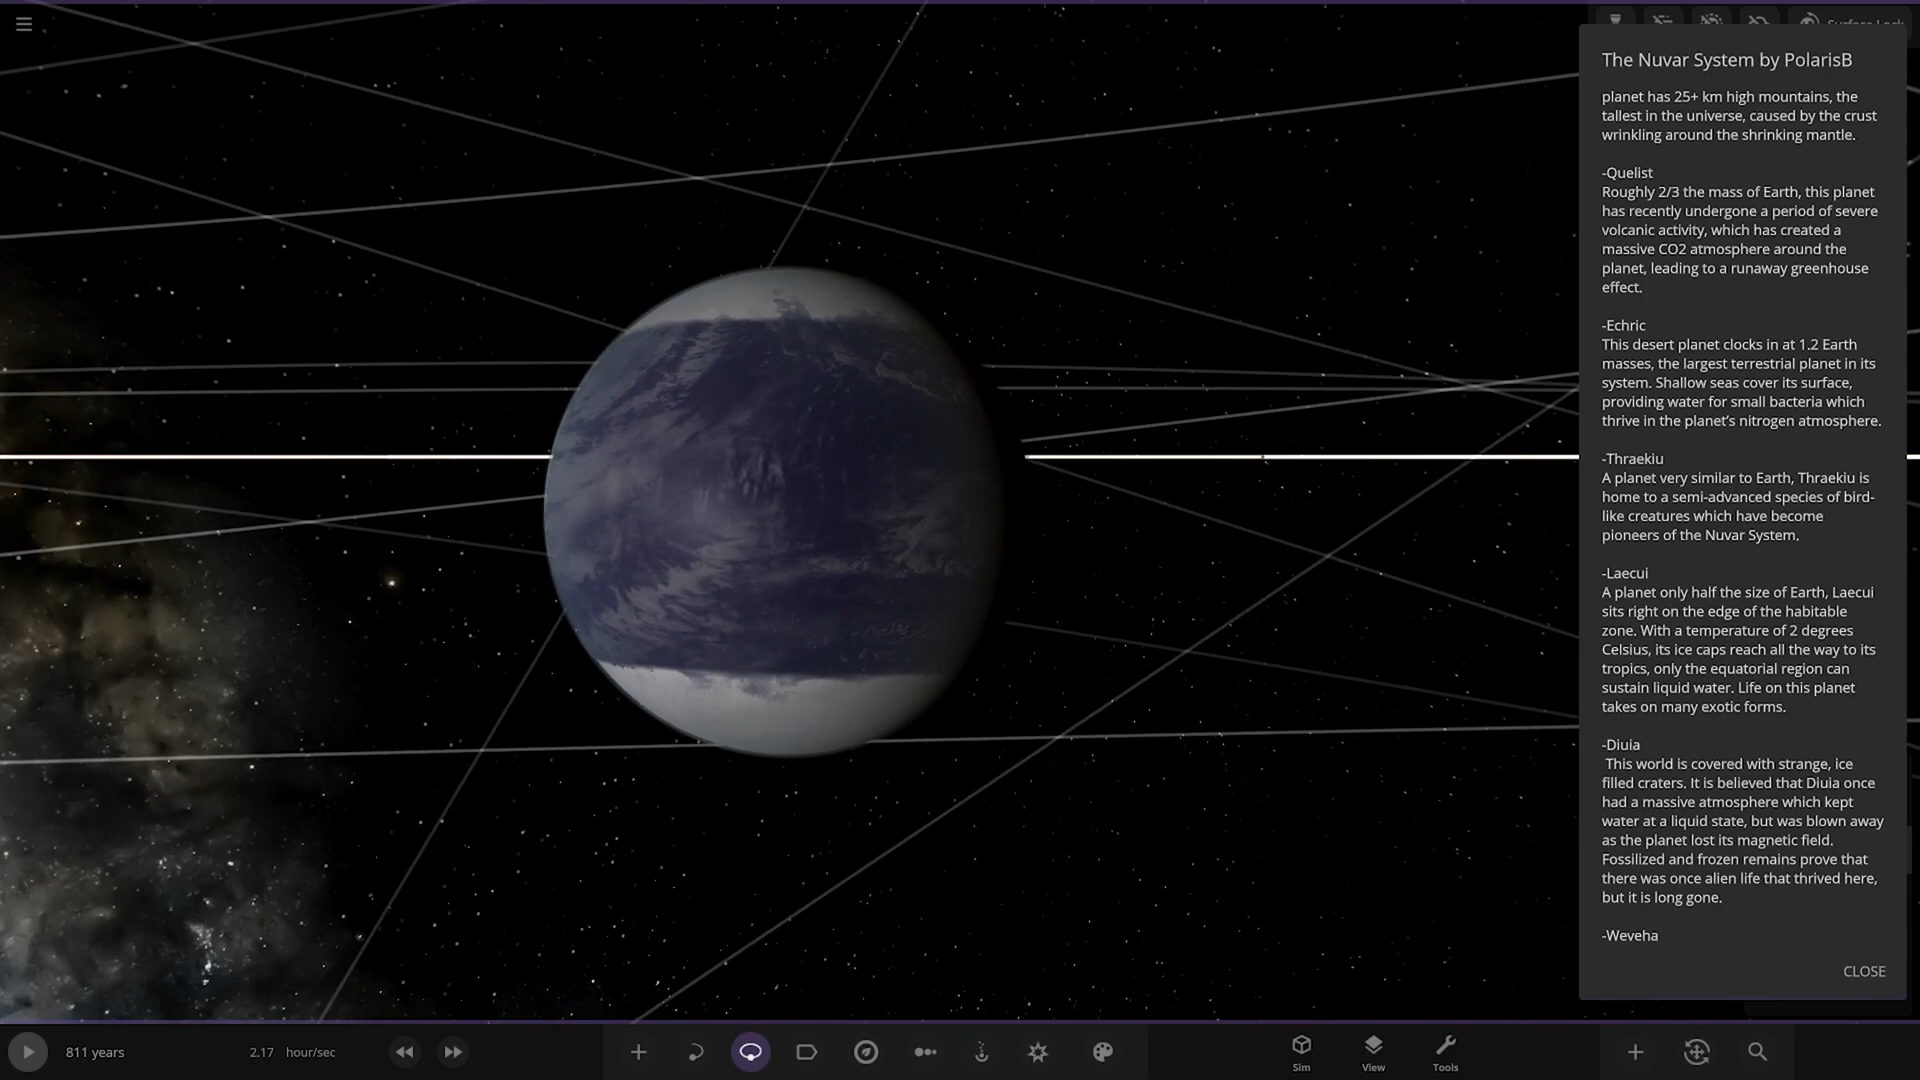 Surface Lock
The Nuvar System by PolarisB
planet has 25+ km high mountains, the
tallest in the universe, caused by the crust
wrinkling around the shrinking mantle.
-Quelist
Roughly 2/3 the mass of Earth, this planet
has recently undergone a period of severe
volcanic activity, which has created a
massive CO2 atmosphere around the
planet, leading to a runaway greenhouse
effect.
-Echric
This desert planet clocks in at 1.2 Earth
masses, the largest terrestrial planet in its
system. Shallow seas cover its surface,
providing water for small bacteria which
thrive in the planet's nitrogen atmosphere.
-Thraekiu
A planet very similar to Earth, Thraekiu is
home to a semi-advanced species of bird-
like creatures which have become
pioneers of the Nuvar System.
-Laecui
A planet only half the size of Earth, Laecui
sits right on the edge of the habitable
zone. With a temperature of 2 degrees
Celsius, its ice caps reach all the way to its
tropics, only the equatorial region can
sustain liquid water. Life on this planet
takes on many exotic forms.
-Diuia
This world is covered with strange, ice
filled craters. It is believed that Diuia once
had a massive atmosphere which kept
water at a liquid state, but was blown away
as the planet lost its magnetic field.
Fossilized and frozen remains prove that
there was once alien life that thrived here,
but it is long gone.
-Weveha
CLOSE
811 years
2.17 hour/sec
Sim
View
Tools